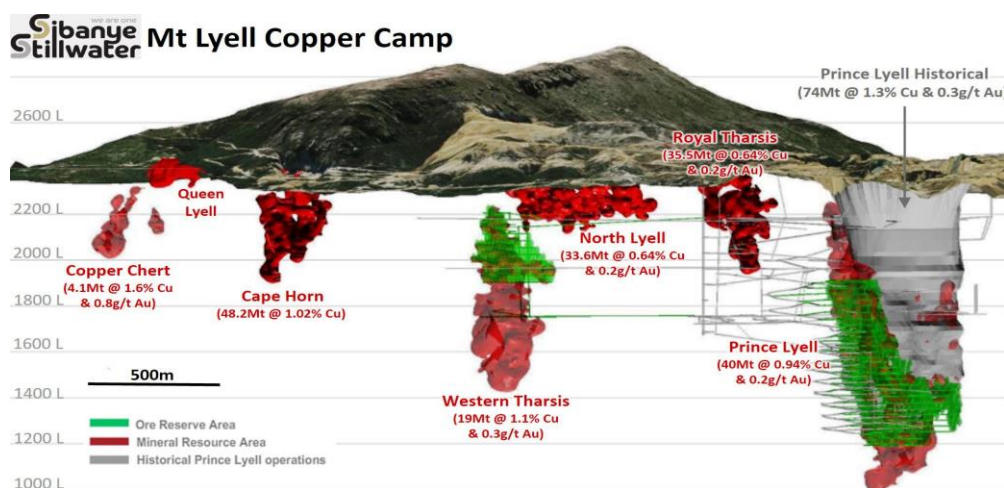 we are one
Sibanye
Stillwater
Mt Lyell Copper Camp
Prince Lyell Historical
(74Mt @ 1.3% Cu & 0.3g/t Au)
2600 L
Royal Tharsis
(35.5Mt @ 0.64% Cu
& 0.2g/t Au)
Queen
Lyell
2200 L
North Lyell
(33.6Mt @ 0.64% Cu
& 0.2g/t Au)
2000 L
Copper Chert
(4.1Mt @ 1.6% Cu
& 0.8g/t Au)
Cape Horn
(48.2Mt @ 1.02% Cu)
1800 L
Prince Lyell
(40Mt @ 0.94% Cu
& 0.2g/t Au)
1600 L
500m
1400 L
Western Tharsis
(19Mt @ 1.1% Cu
& 0.3g/t Au)
Ore Reserve Area
Mineral Resource Area
Historical Prince Lyell operations
1200 L
1000 L